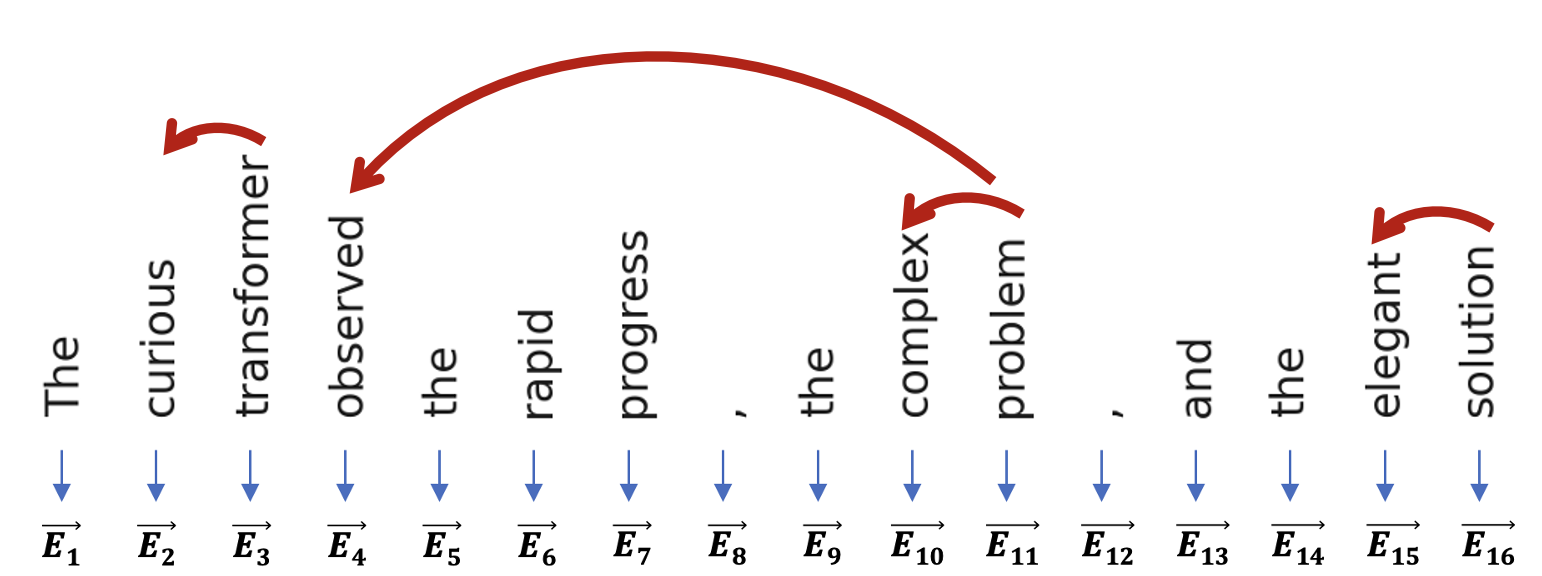 The curious transformer observed the rapid progress , the complex problem , and the elegant solution
E₁ E₂ E₃ E₄ E₅ E₆ E₇ E₈ E₉ E₁₀ E₁₁ E₁₂ E₁₃ E₁₄ E₁₅ E₁₆